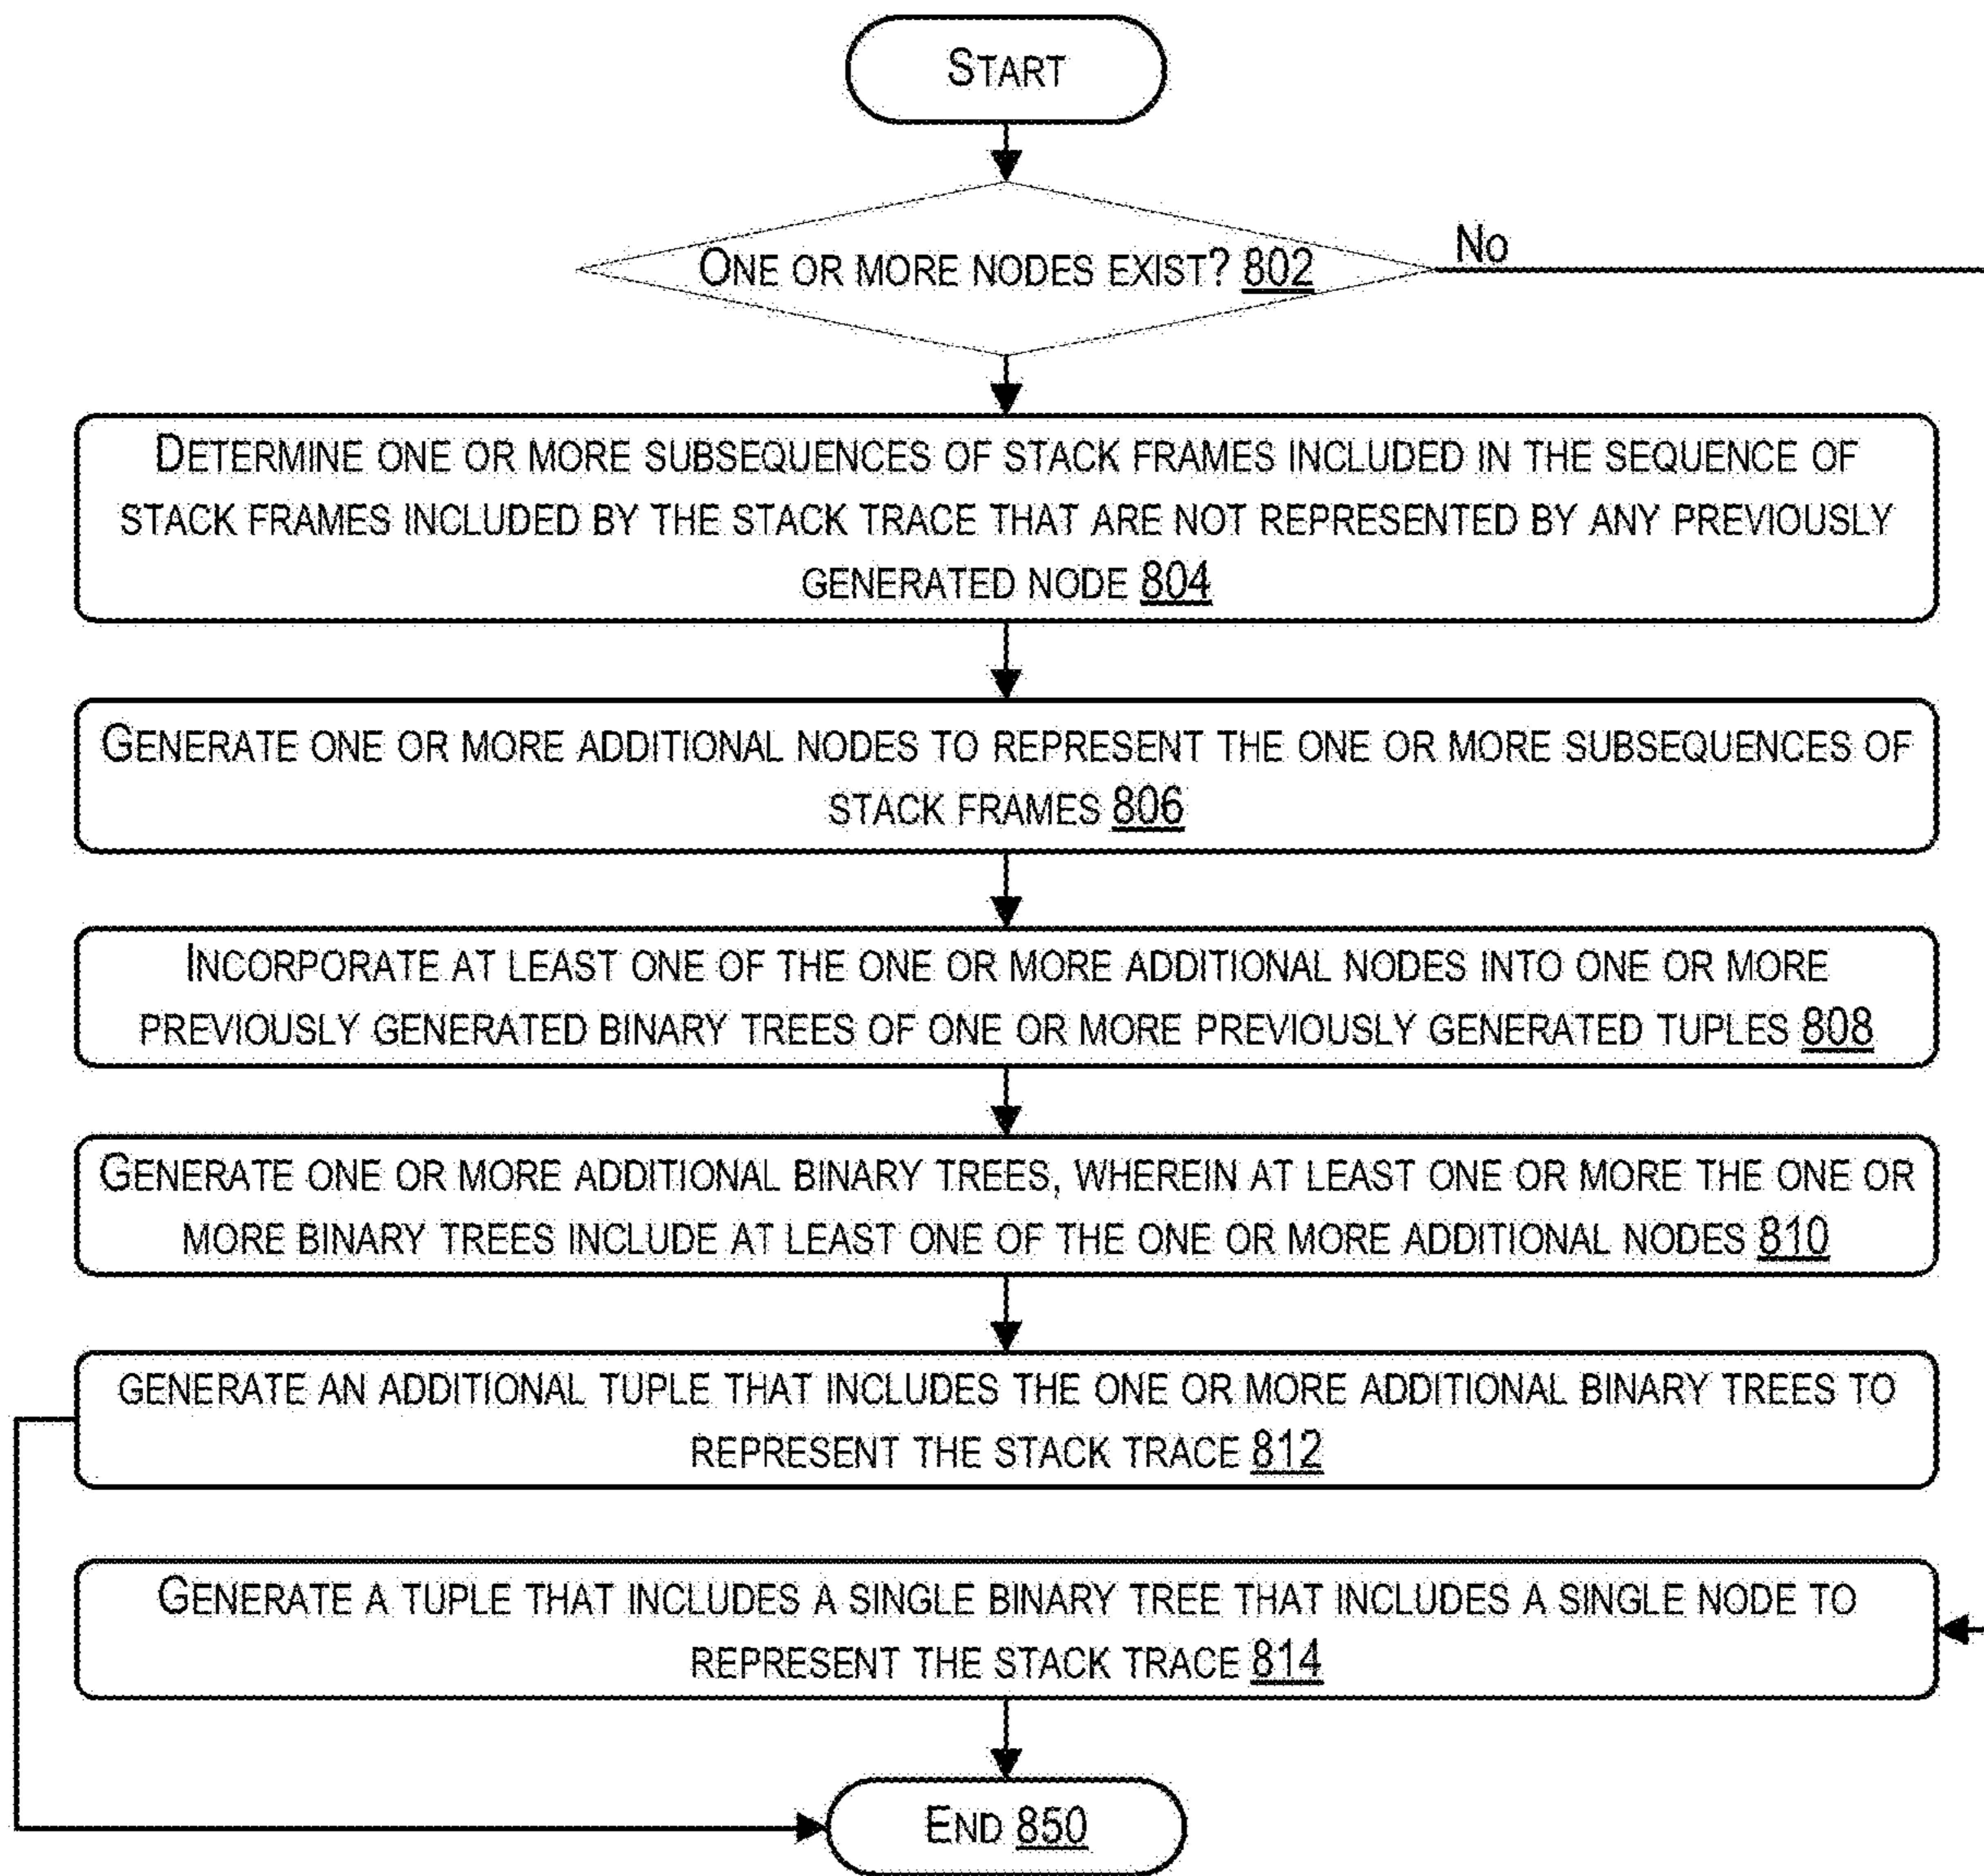 START
ONE OR MORE NODES EXIST? 802
No
DETERMINE ONE OR MORE SUBSEQUENCES OF STACK FRAMES INCLUDED IN THE SEQUENCE OF
STACK FRAMES INCLUDED BY THE STACK TRACE THAT ARE NOT REPRESENTED BY ANY PREVIOUSLY
GENERATED NODE 804
GENERATE ONE OR MORE ADDITIONAL NODES TO REPRESENT THE ONE OR MORE SUBSEQUENCES OF
STACK FRAMES 806
INCORPORATE AT LEAST ONE OF THE ONE OR MORE ADDITIONAL NODES INTO ONE OR MORE
PREVIOUSLY GENERATED BINARY TREES OF ONE OR MORE PREVIOUSLY GENERATED TUPLES 808
GENERATE ONE OR MORE ADDITIONAL BINARY TREES, WHEREIN AT LEAST ONE OR MORE THE ONE OR
MORE BINARY TREES INCLUDE AT LEAST ONE OF THE ONE OR MORE ADDITIONAL NODES 810
GENERATE AN ADDITIONAL TUPLE THAT INCLUDES THE ONE OR MORE ADDITIONAL BINARY TREES TO
REPRESENT THE STACK TRACE 812
GENERATE A TUPLE THAT INCLUDES A SINGLE BINARY TREE THAT INCLUDES A SINGLE NODE TO
REPRESENT THE STACK TRACE 814
END 850